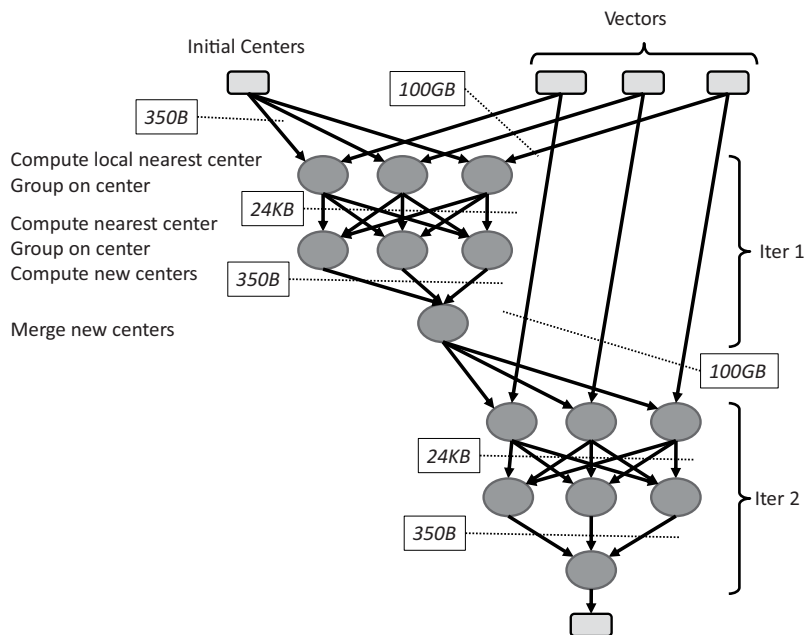 Vectors
Initial Centers
100GB
350B
Compute local nearest center
Group on center
24KB
Compute nearest center
Group on center
Compute new centers
350B
Iter 1
Merge new centers
100GB
24KB
Iter 2
350B